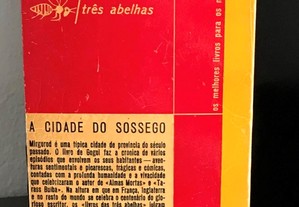 três abelhas
os melhores livros para os m
A CIDADE DO SOSSEGO
Mirgorod é uma típica cidade de província do século
passado. O livro de Gogol faz a cronica de vários
episódios que envolvem os seus habitantes — aven-
turas sentimentais e picarescas, trágicas e cómicas,
contadas com a profunda humanidade e a vivacidade
que celebrizaram o autor de «Almas Mortas» e «Ta-
rass Bulba». Na altura em que em França, Inglaterra
e no resto do mundo se celebra o centenário do glo-
rioso escritor, os «livros das três abelhas» julgam